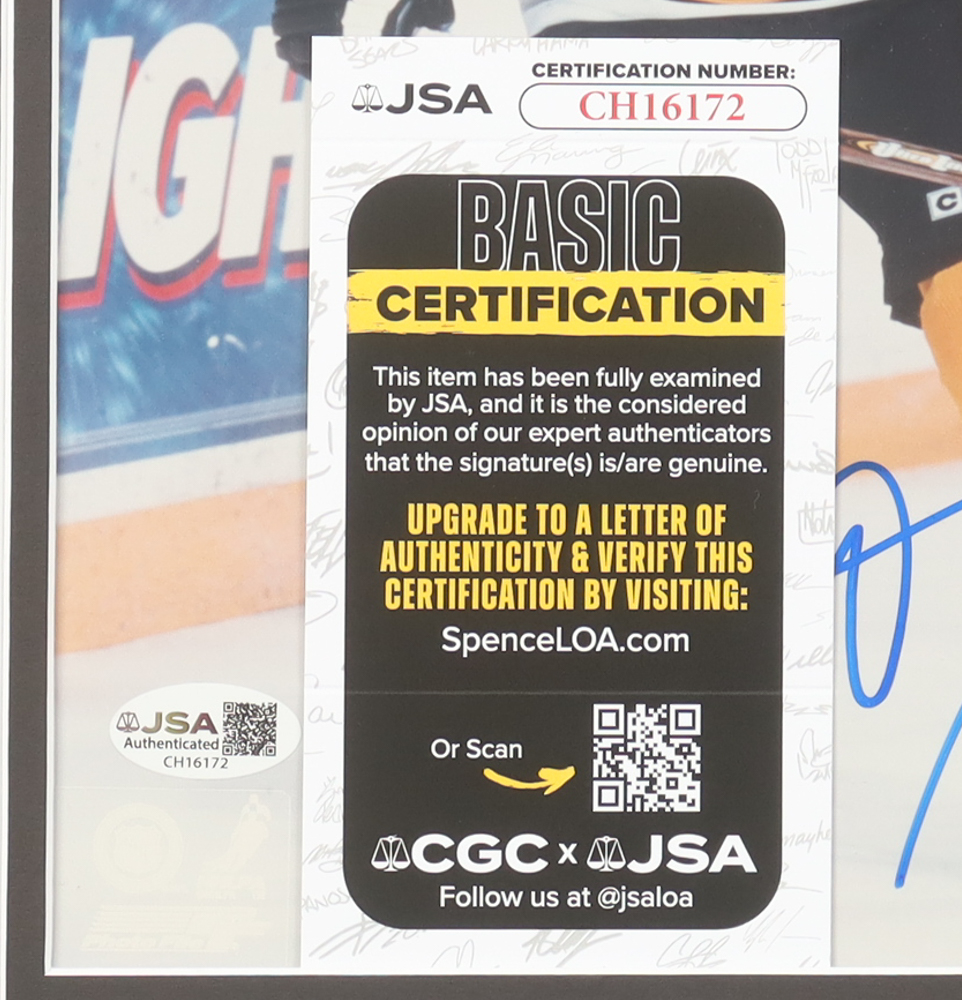 IGH
JSA
CERTIFICATION NUMBER:
CH16172
BASIC
CERTIFICATION
This item has been fully examined
by JSA, and it is the considered
opinion of our expert authenticators
that the signature(s) is/are genuine.
UPGRADE TO A LETTER OF
AUTHENTICITY & VERIFY THIS
CERTIFICATION BY VISITING:
SpenceLOA.com
Or Scan
CGC x JSA
Follow us at @jsaloa
JSA
Authenticated
CH16172
C